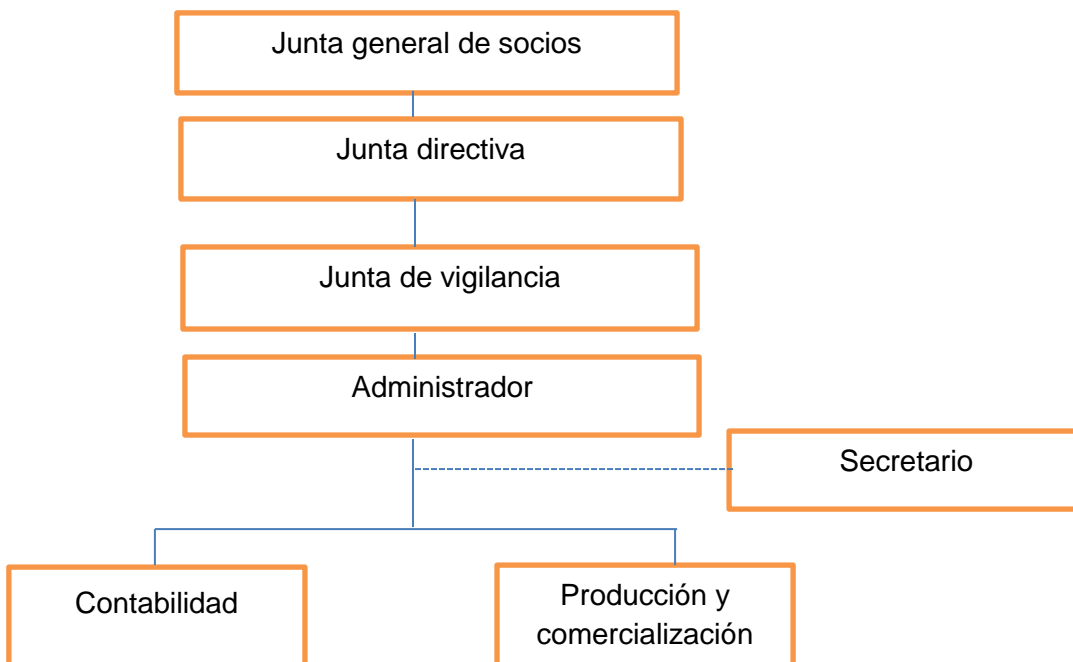 Junta general de socios
Junta directiva
Junta de vigilancia
Administrador
Secretario
Contabilidad
Producción y
comercialización